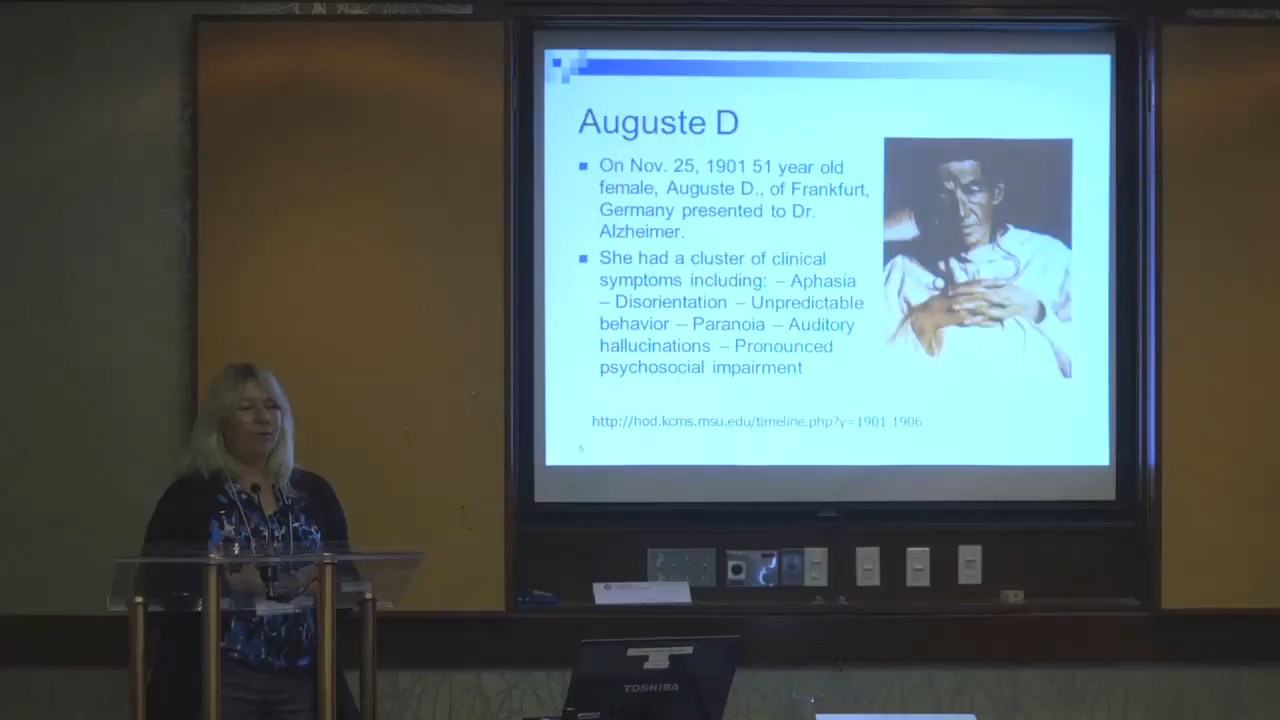 Auguste D
■ On Nov. 25, 1901 51 year old
female, Auguste D., of Frankfurt,
Germany presented to Dr.
Alzheimer.
■ She had a cluster of clinical
symptoms including: – Aphasia
– Disorientation – Unpredictable
behavior – Paranoia – Auditory
hallucinations – Pronounced
psychosocial impairment
http://hod.kcms.msu.edu/timeline.php?y=1901-1906
5
TOSHIBA